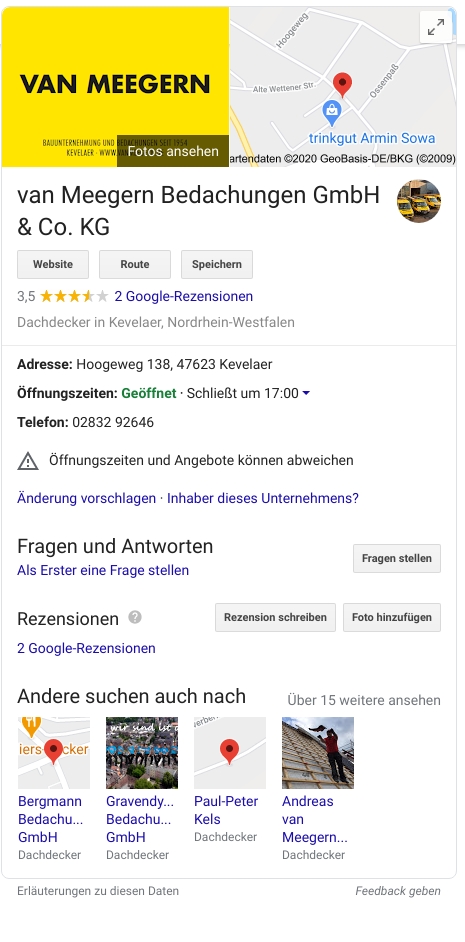 Hoogeweg
Alte Wettener Str
Ossenpaß
VAN MEEGERN
BAUUNTERNEHMUNG UND BEDACHUNGEN SEIT 1954
KEVELAER · WWW.VAN
Fotos ansehen
trinkgut Armin Sowa
artendaten ©2020 GeoBasis-DE/BKG (©2009)
van Meegern Bedachungen GmbH
& Co. KG
Website
Route
Speichern
3,5 2 Google-Rezensionen
Dachdecker in Kevelaer, Nordrhein-Westfalen
Adresse: Hoogeweg 138, 47623 Kevelaer
Öffnungszeiten: Geöffnet · Schließt um 17:00
Telefon: 02832 92646
Öffnungszeiten und Angebote können abweichen
Änderung vorschlagen · Inhaber dieses Unternehmens?
Fragen und Antworten
Fragen stellen
Als Erster eine Frage stellen
Rezensionen ?
Rezension schreiben
Foto hinzufügen
2 Google-Rezensionen
Andere suchen auch nach
Über 15 weitere ansehen
iers
cker
Bergmann
Bedachu...
GmbH
Dachdecker
wir sind
Gravendy...
Bedachu...
GmbH
Dachdecker
Paul-Peter
Kels
Dachdecker
Andreas
van
Meegern...
Dachdecker
Erläuterungen zu diesen Daten
Feedback geben